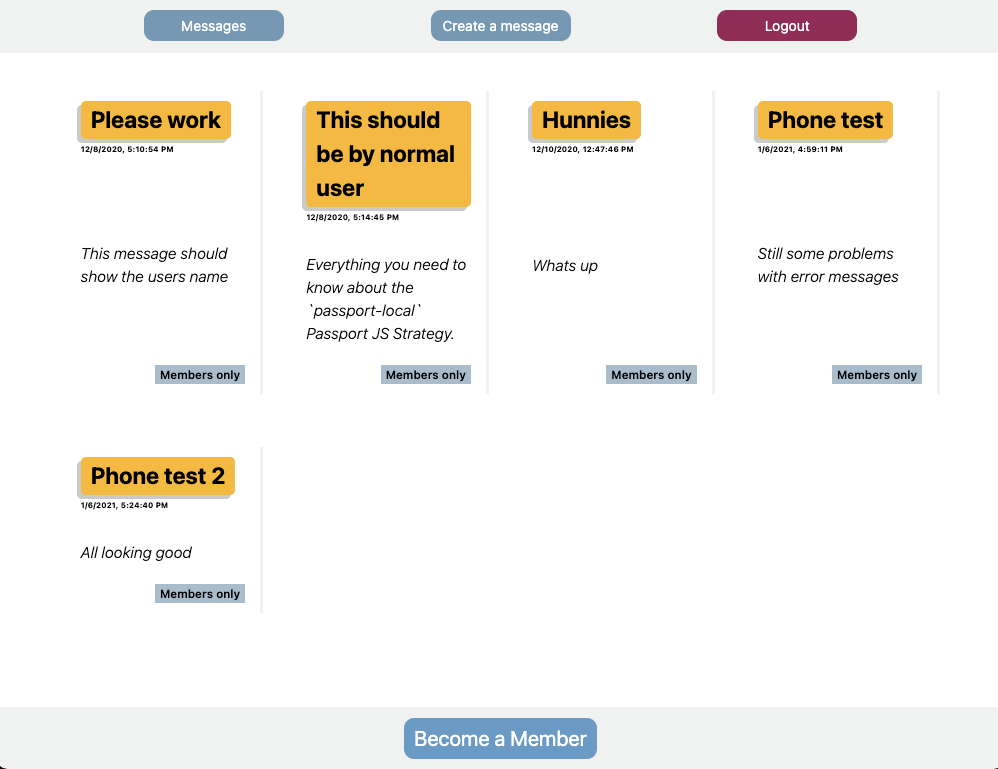 Messages
Create a message
Logout
Please work
12/8/2020, 5:10:54 PM
This message should
show the users name
Members only
This should
be by normal
user
12/8/2020, 5:14:45 PM
Everything you need to
know about the
`passport-local`
Passport JS Strategy.
Members only
Hunnies
12/10/2020, 12:47:46 PM
Whats up
Members only
Phone test
1/6/2021, 4:59:11 PM
Still some problems
with error messages
Members only
Phone test 2
1/6/2021, 5:24:40 PM
All looking good
Members only
Become a Member